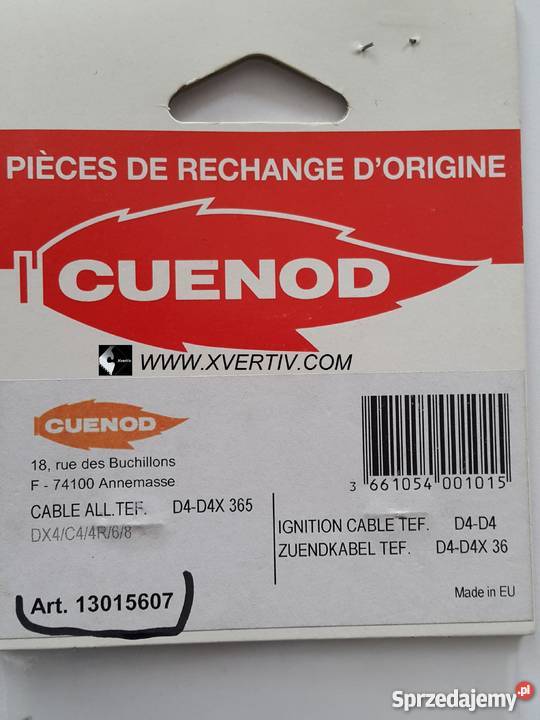 PIÈCES DE RECHANGE D'ORIGINE
CUENOD
Xvertiv
WWW.XVERTIV.COM
CUENOD
18, rue des Buchillons
F - 74100 Annemasse
CABLE ALL.TEF. D4-D4X 365
DX4/C4/4R/6/8
Art. 13015607
3 661054 001015
IGNITION CABLE TEF. D4-D4
ZUENDKABEL TEF. D4-D4X 36
Made in EU
Sprzedajemy.pl